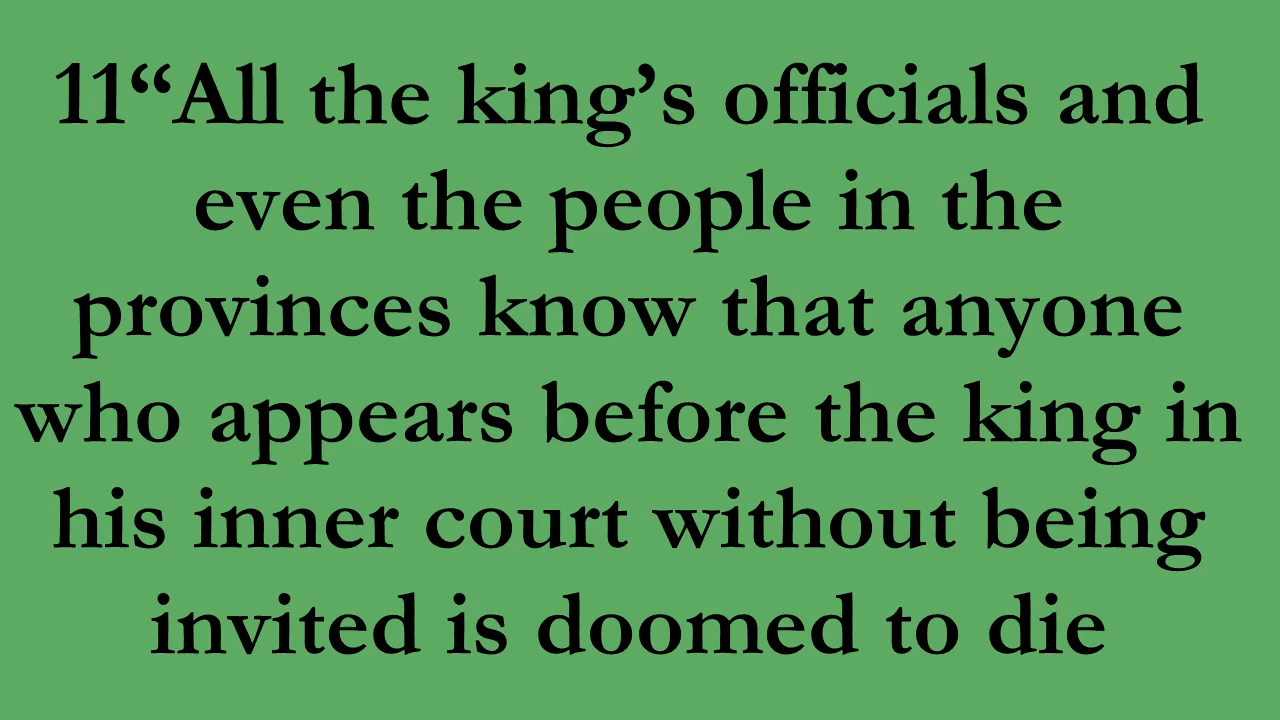 11“All the king’s officials and
even the people in the
provinces know that anyone
who appears before the king in
his inner court without being
invited is doomed to die